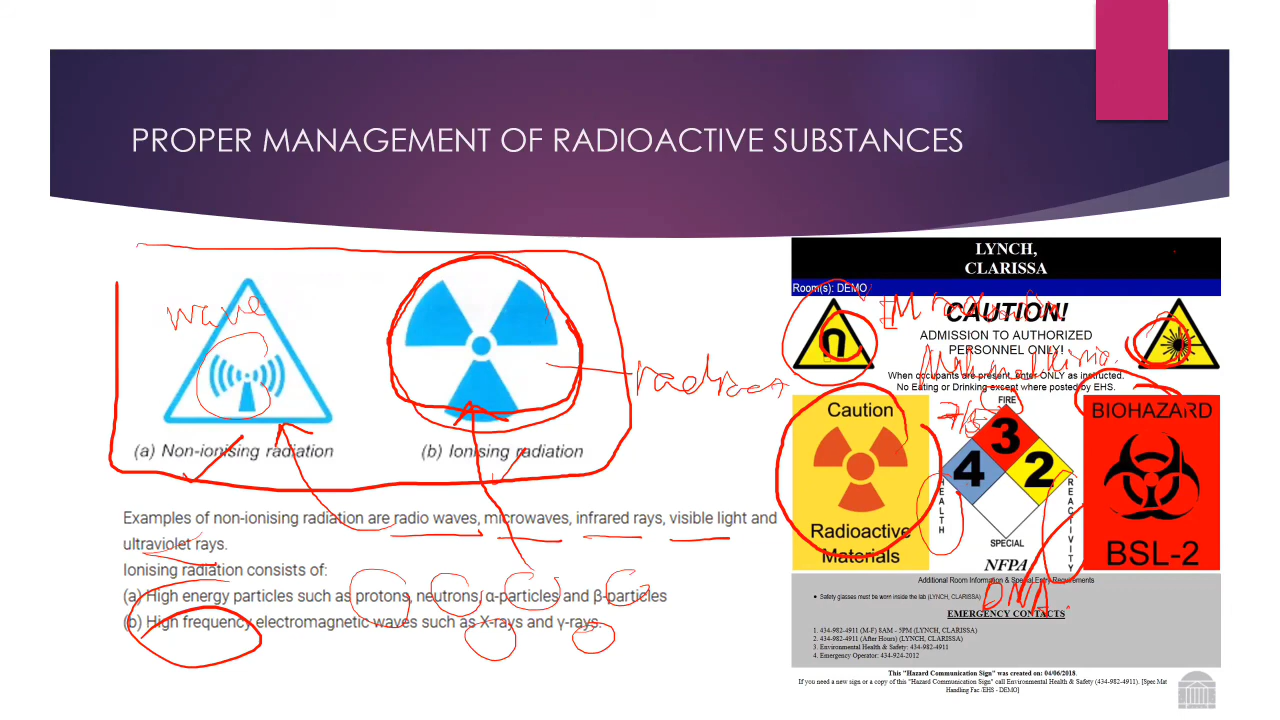 PROPER MANAGEMENT OF RADIOACTIVE SUBSTANCES
wave
(a) Non-ionising radiation
(b) Ionising radiation
Examples of non-ionising radiation are radio waves, microwaves, infrared rays, visible light and
ultraviolet rays.
Ionising radiation consists of:
(a) High energy particles such as protons, neutrons, α-particles and β-particles
(b) High frequency electromagnetic waves such as X-rays and γ-rays.
LYNCH,
CLARISSA
Room(s): DEMO
CAUTION!
ADMISSION TO AUTHORIZED
PERSONNEL ONLY!
When occupants are present, enter ONLY as instructed.
No Eating or Drinking except where posted by EHS.
EM
Caution
Radioactive
Materials
FIRE
3
4
2
HEALTH
REACTIVITY
SPECIAL
NFPA
BIOHAZARD
BSL-2
DNA
Additional Room Information & Special Entry Requirements
Safety glasses must be worn inside the lab (LYNCH, CLARISSA)
EMERGENCY CONTACTS
1. 434-982-4911 (M-F) 8AM - 5PM (LYNCH, CLARISSA)
2. 434-982-4911 (After Hours) (LYNCH, CLARISSA)
3. Environmental Health & Safety: 434-982-4911
4. Emergency Operator: 434-924-2012
This "Hazard Communication Sign" was created on: 04/06/2018.
If you need a new sign or a copy of this "Hazard Communication Sign" call Environmental Health & Safety (434-982-4911). [Spec.Mat
Handling Fac /EHS - DEMO]